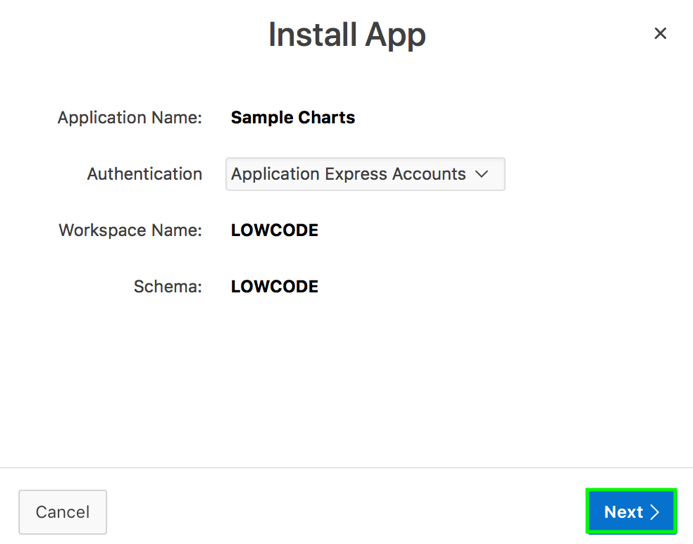 Install App
Application Name: Sample Charts
Authentication Application Express Accounts
Workspace Name: LOWCODE
Schema: LOWCODE
Cancel Next